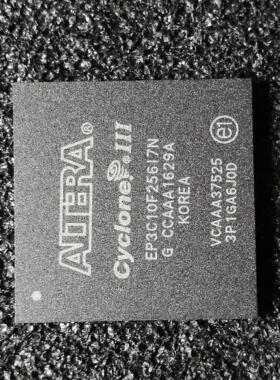 ALTERA®
Cyclone® III
EP3C10F256I7N
G CCAAA1629A
KOREA
VCAAA37525
3P1GA6J0D
e1